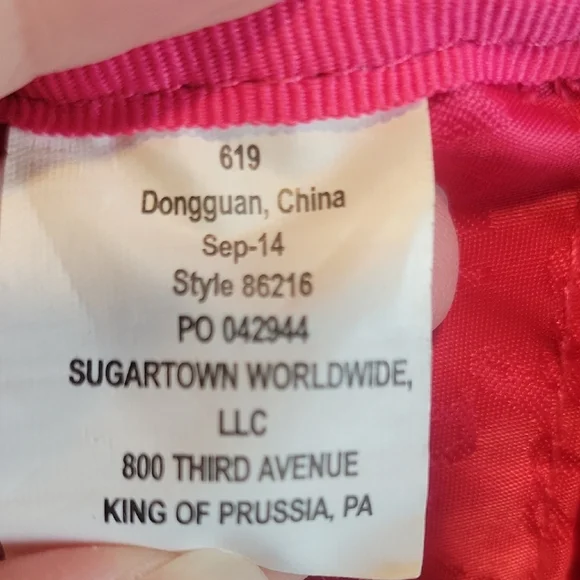 619
Dongguan, China
Sep-14
Style 86216
PO 042944
SUGARTOWN WORLDWIDE,
LLC
800 THIRD AVENUE
KING OF PRUSSIA, PA